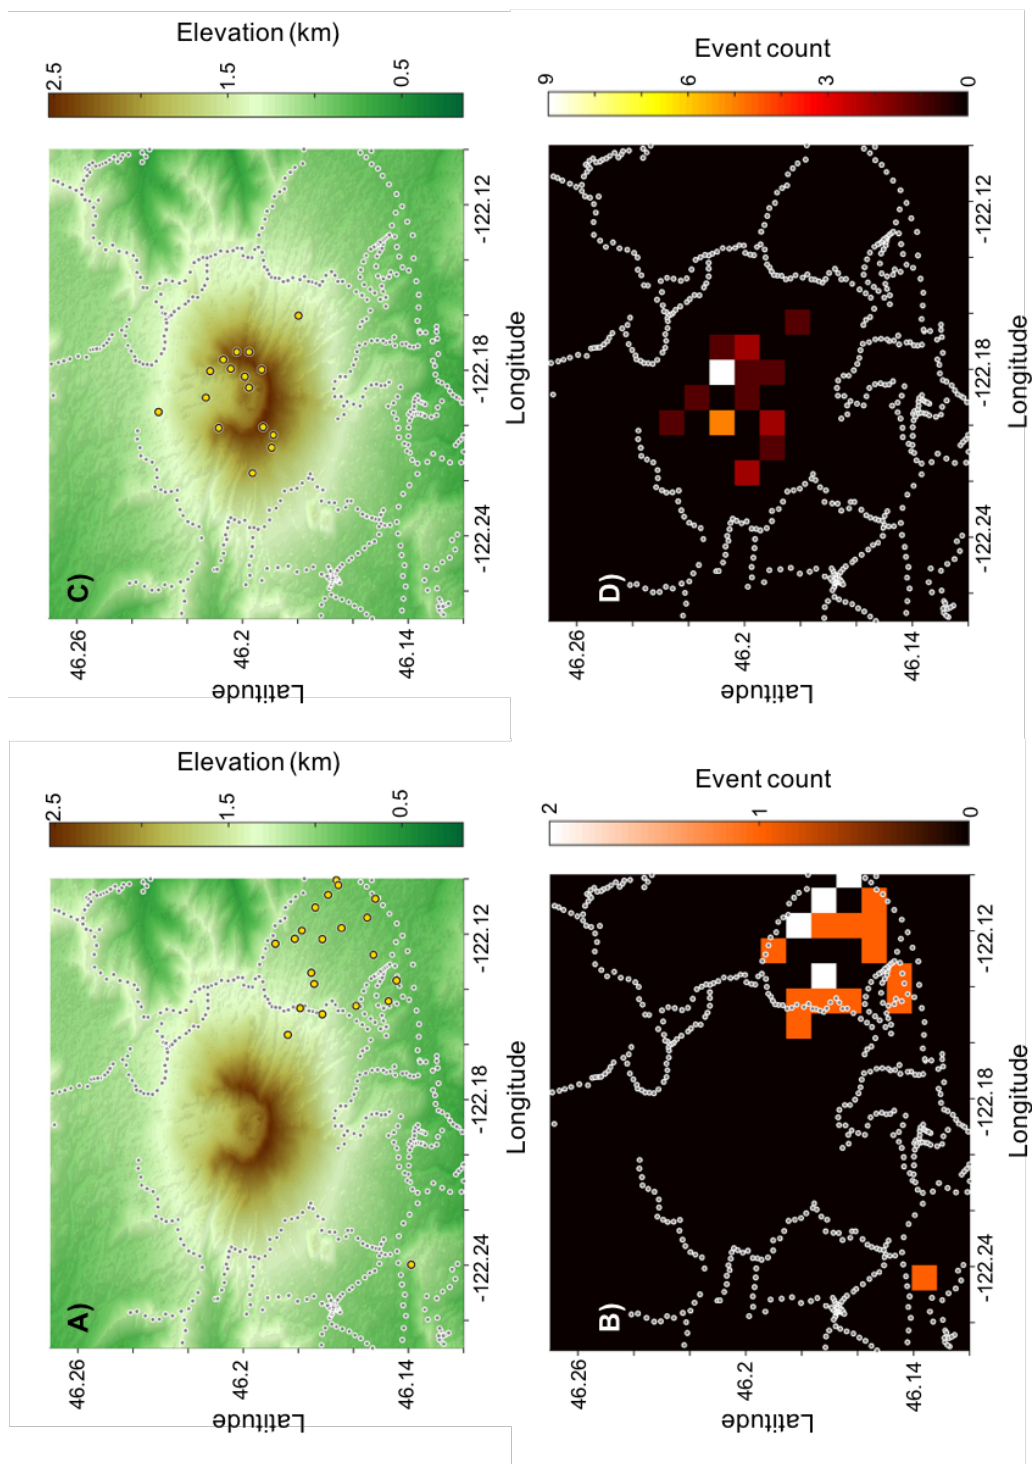 A)
46.26
46.2
46.14
Latitude
-122.24
-122.18
-122.12
Longitude
2.5
1.5
0.5
Elevation (km)
C)
46.26
46.2
46.14
Latitude
-122.24
-122.18
-122.12
Longitude
2.5
1.5
0.5
Elevation (km)
B)
46.26
46.2
46.14
Latitude
-122.24
-122.18
-122.12
Longitude
2
1
0
Event count
D)
46.26
46.2
46.14
Latitude
-122.24
-122.18
-122.12
Longitude
9
6
3
0
Event count